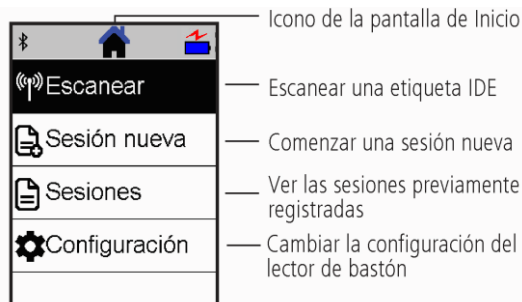 Icono de la pantalla de Inicio
Escanear
Escanear una etiqueta IDE
Sesión nueva
Comenzar una sesión nueva
Sesiones
Ver las sesiones previamente
registradas
Configuración
Cambiar la configuración del
lector de bastón